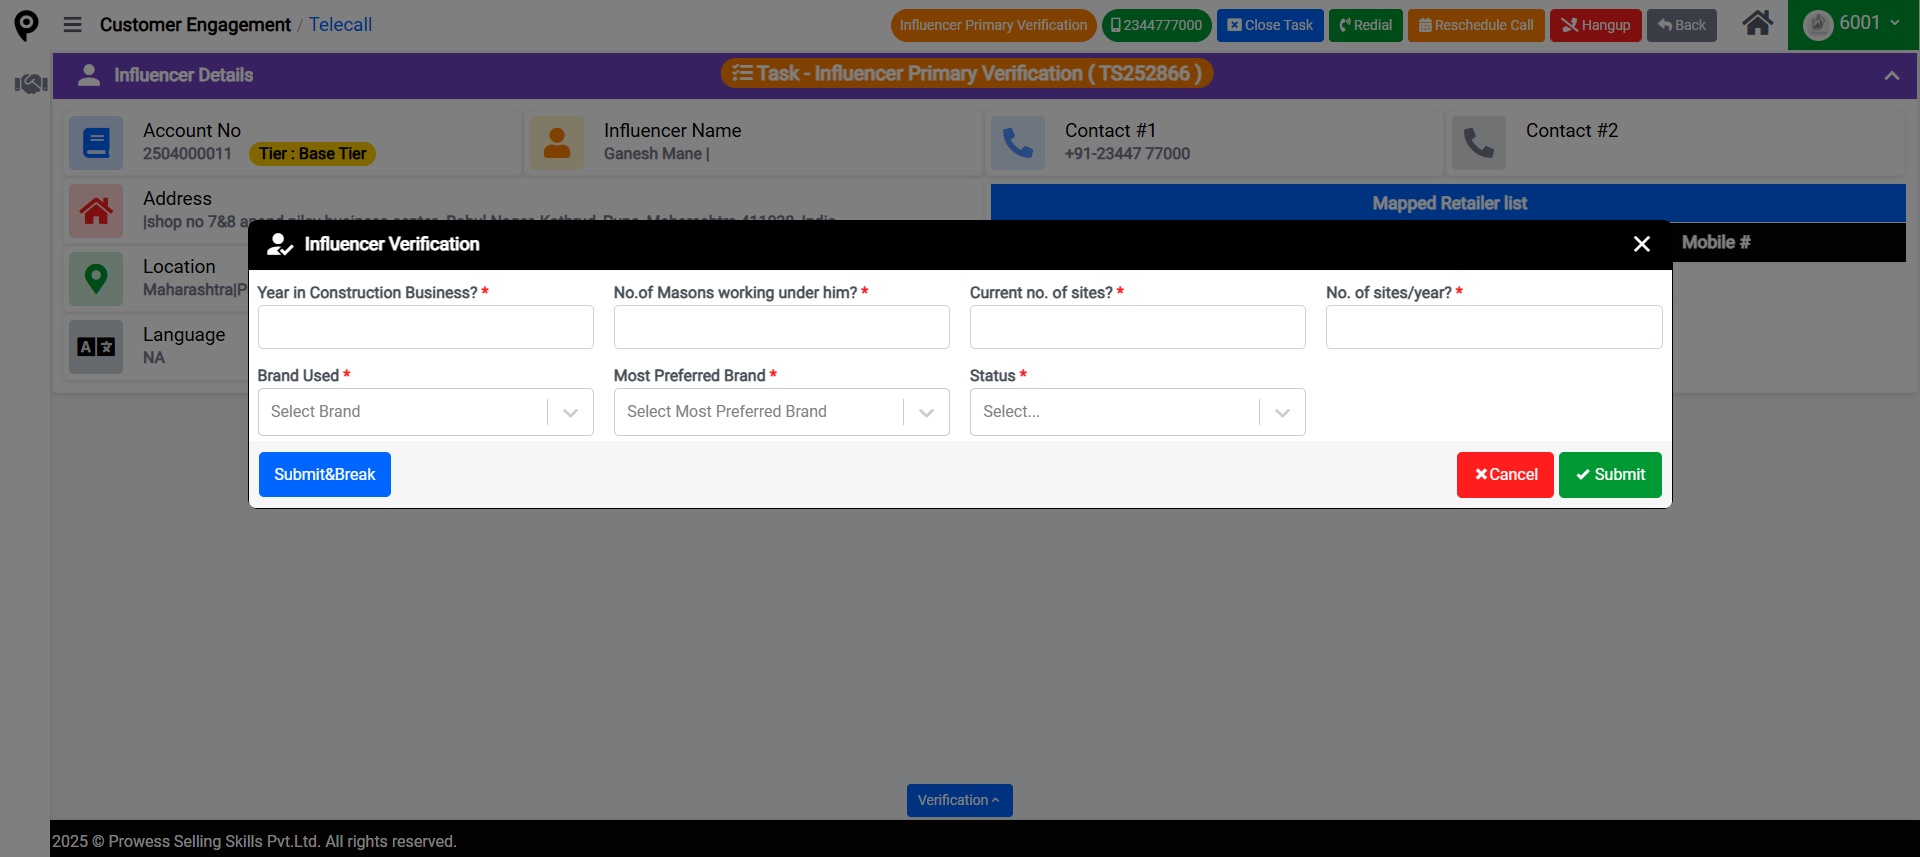 Customer Engagement / Telecall
Influencer Primary Verification
2344777000
Close Task
Redial
Reschedule Call
Hangup
Back
6001
Influencer Details
Task - Influencer Primary Verification ( TS252866 )
Account No
2504000011
Tier : Base Tier
Influencer Name
Ganesh Mane |
Contact #1
+91-23447 77000
Contact #2
Address
|shop no 7&8
Mapped Retailer list
Mobile #
Location
Maharashtra|P
Language
NA
Influencer Verification
Year in Construction Business? *
No.of Masons working under him? *
Current no. of sites? *
No. of sites/year? *
Brand Used *
Select Brand
Most Preferred Brand *
Select Most Preferred Brand
Status *
Select...
Submit&Break
Cancel
Submit
Verification
2025 © Prowess Selling Skills Pvt.Ltd. All rights reserved.